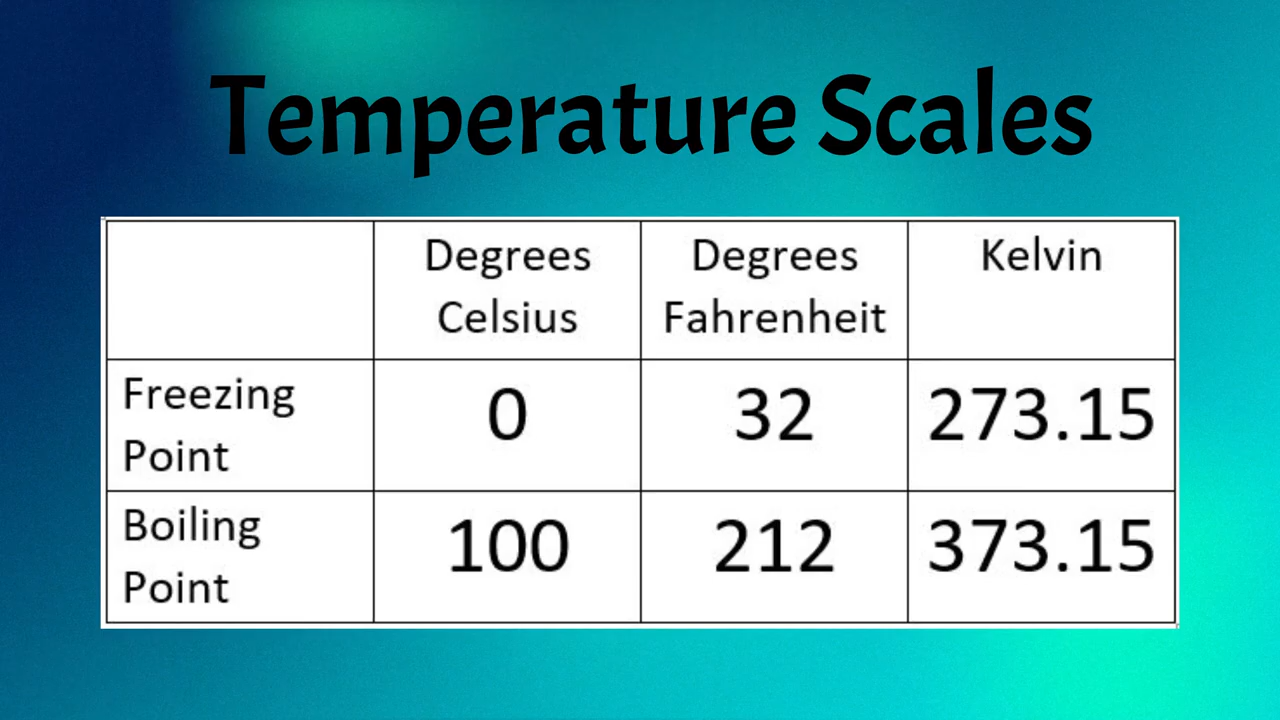 Temperature Scales
Degrees Celsius Degrees Fahrenheit Kelvin
Freezing Point 0 32 273.15
Boiling Point 100 212 373.15